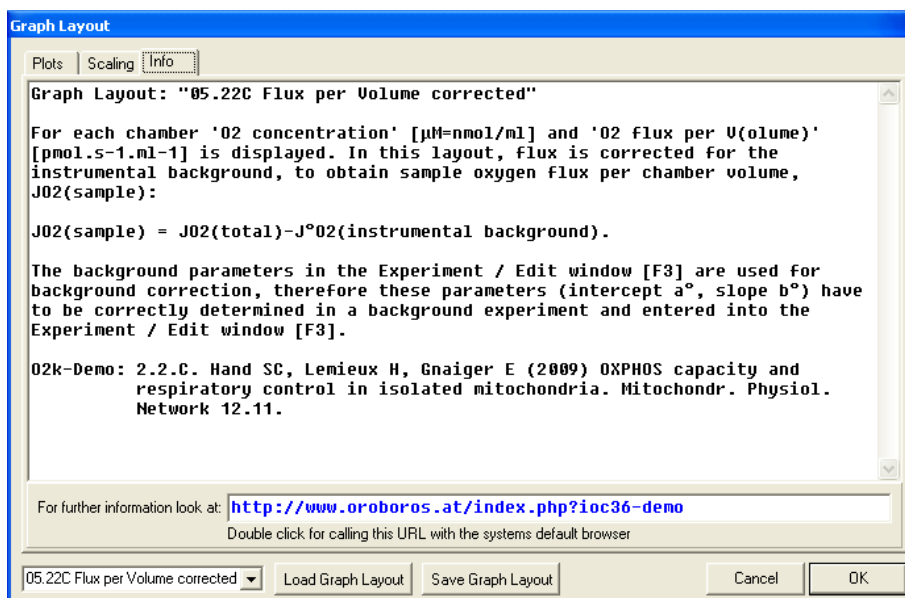 Graph Layout
Plots Scaling Info
Graph Layout: "05.22C Flux per Volume corrected"
For each chamber 'O2 concentration' [µM=nmol/ml] and 'O2 flux per V(olume)'
[pmol.s-1.ml-1] is displayed. In this layout, flux is corrected for the
instrumental background, to obtain sample oxygen flux per chamber volume,
JO2(sample):
JO2(sample) = JO2(total)-J°O2(instrumental background).
The background parameters in the Experiment / Edit window [F3] are used for
background correction, therefore these parameters (intercept a°, slope b°) have
to be correctly determined in a background experiment and entered into the
Experiment / Edit window [F3].
O2k-Demo: 2.2.C. Hand SC, Lemieux H, Gnaiger E (2009) OXPHOS capacity and
respiratory control in isolated mitochondria. Mitochondr. Physiol.
Network 12.11.
For further information look at: http://www.oroboros.at/index.php?ioc36-demo
Double click for calling this URL with the systems default browser
05.22C Flux per Volume corrected Load Graph Layout Save Graph Layout Cancel OK